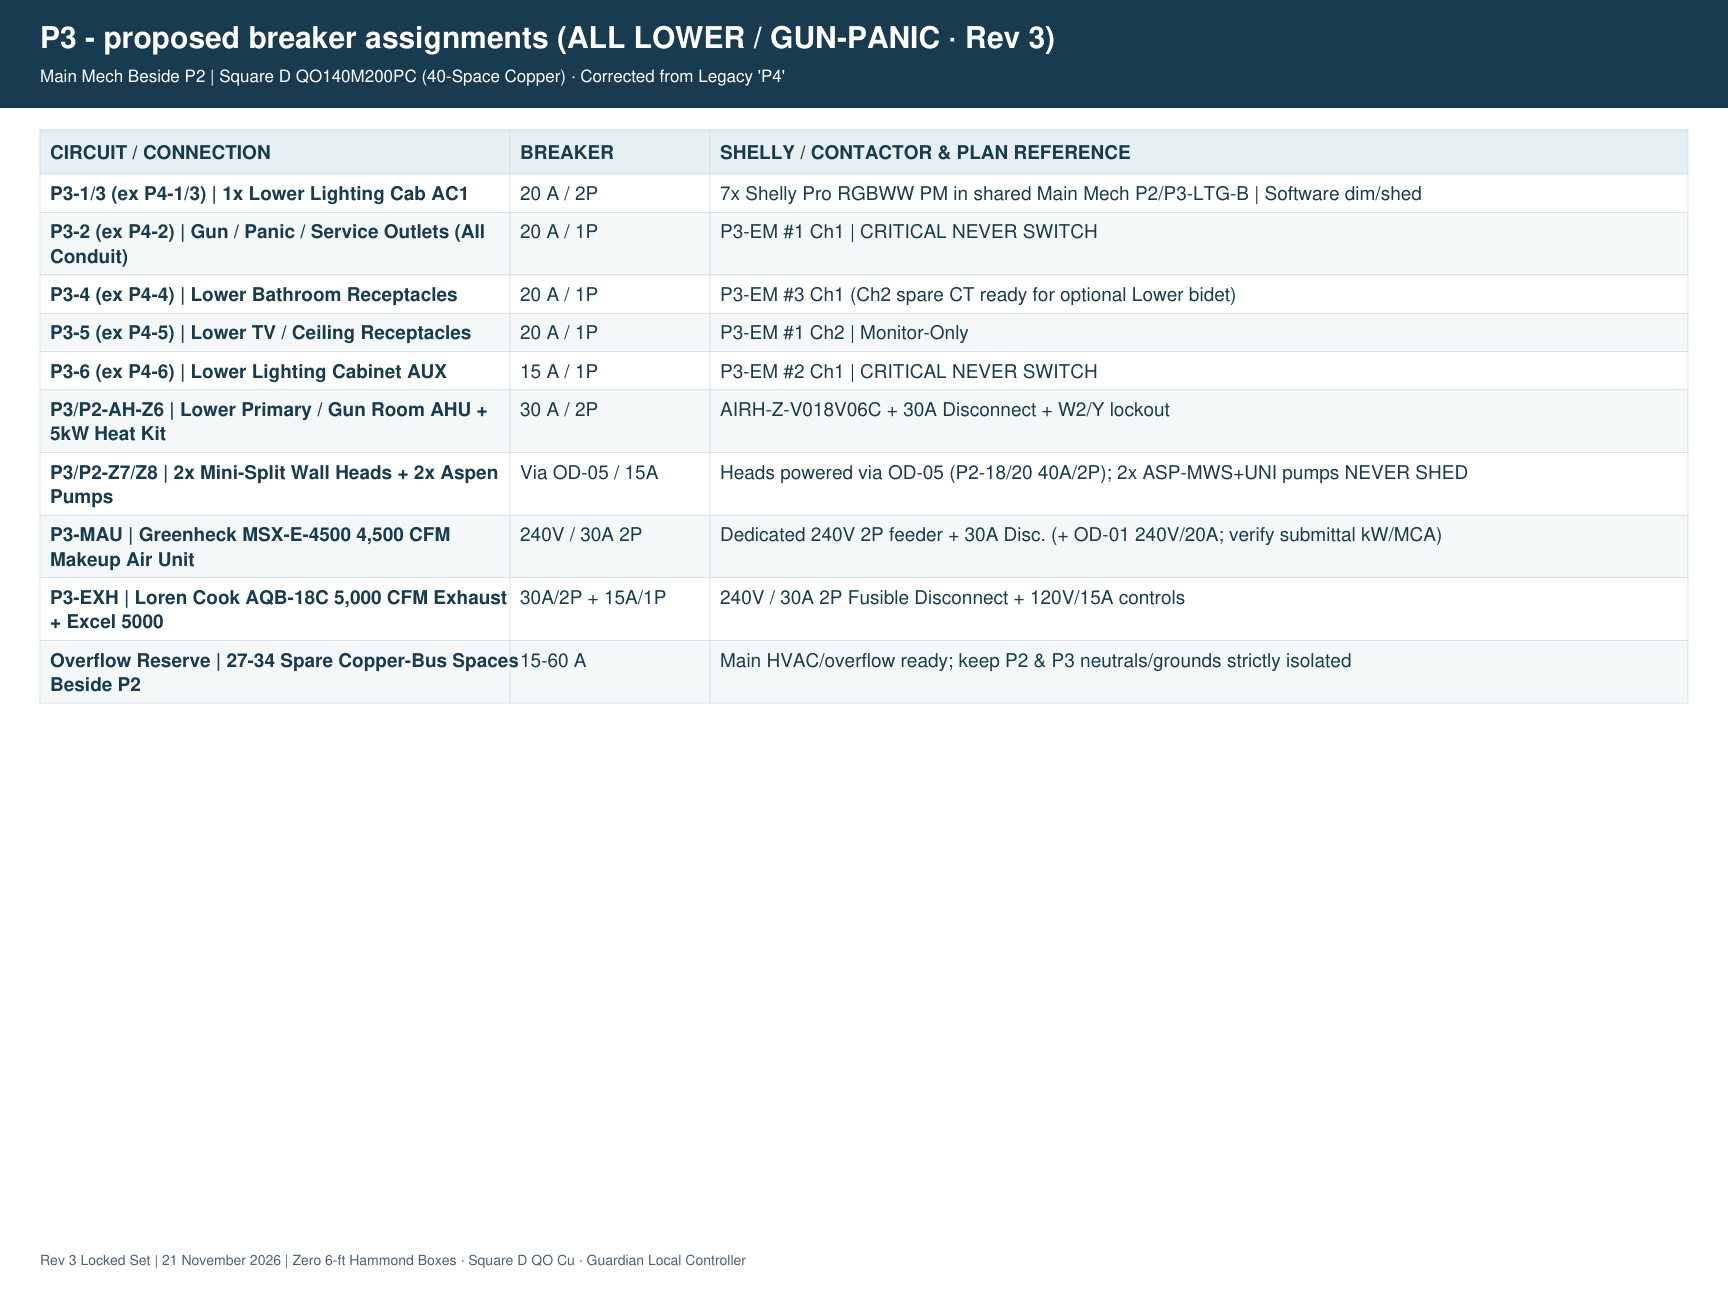 P3 - proposed breaker assignments (ALL LOWER / GUN-PANIC · Rev 3)
Main Mech Beside P2 | Square D QO140M200PC (40-Space Copper) · Corrected from Legacy 'P4'
CIRCUIT / CONNECTION BREAKER SHELLY / CONTACTOR & PLAN REFERENCE
P3-1/3 (ex P4-1/3) | 1x Lower Lighting Cab AC1 20 A / 2P 7x Shelly Pro RGBWW PM in shared Main Mech P2/P3-LTG-B | Software dim/shed
P3-2 (ex P4-2) | Gun / Panic / Service Outlets (All 20 A / 1P P3-EM #1 Ch1 | CRITICAL NEVER SWITCH
Conduit)
P3-4 (ex P4-4) | Lower Bathroom Receptacles 20 A / 1P P3-EM #3 Ch1 (Ch2 spare CT ready for optional Lower bidet)
P3-5 (ex P4-5) | Lower TV / Ceiling Receptacles 20 A / 1P P3-EM #1 Ch2 | Monitor-Only
P3-6 (ex P4-6) | Lower Lighting Cabinet AUX 15 A / 1P P3-EM #2 Ch1 | CRITICAL NEVER SWITCH
P3/P2-AH-Z6 | Lower Primary / Gun Room AHU + 30 A / 2P AIRH-Z-V018V06C + 30A Disconnect + W2/Y lockout
5kW Heat Kit
P3/P2-Z7/Z8 | 2x Mini-Split Wall Heads + 2x Aspen Via OD-05 / 15A Heads powered via OD-05 (P2-18/20 40A/2P); 2x ASP-MWS+UNI pumps NEVER SHED
Pumps
P3-MAU | Greenheck MSX-E-4500 4,500 CFM 240V / 30A 2P Dedicated 240V 2P feeder + 30A Disc. (+ OD-01 240V/20A; verify submittal kW/MCA)
Makeup Air Unit
P3-EXH | Loren Cook AQB-18C 5,000 CFM Exhaust 30A/2P + 15A/1P 240V / 30A 2P Fusible Disconnect + 120V/15A controls
+ Excel 5000
Overflow Reserve | 27-34 Spare Copper-Bus Spaces 15-60 A Main HVAC/overflow ready; keep P2 & P3 neutrals/grounds strictly isolated
Beside P2
Rev 3 Locked Set | 21 November 2026 | Zero 6-ft Hammond Boxes · Square D QO Cu · Guardian Local Controller